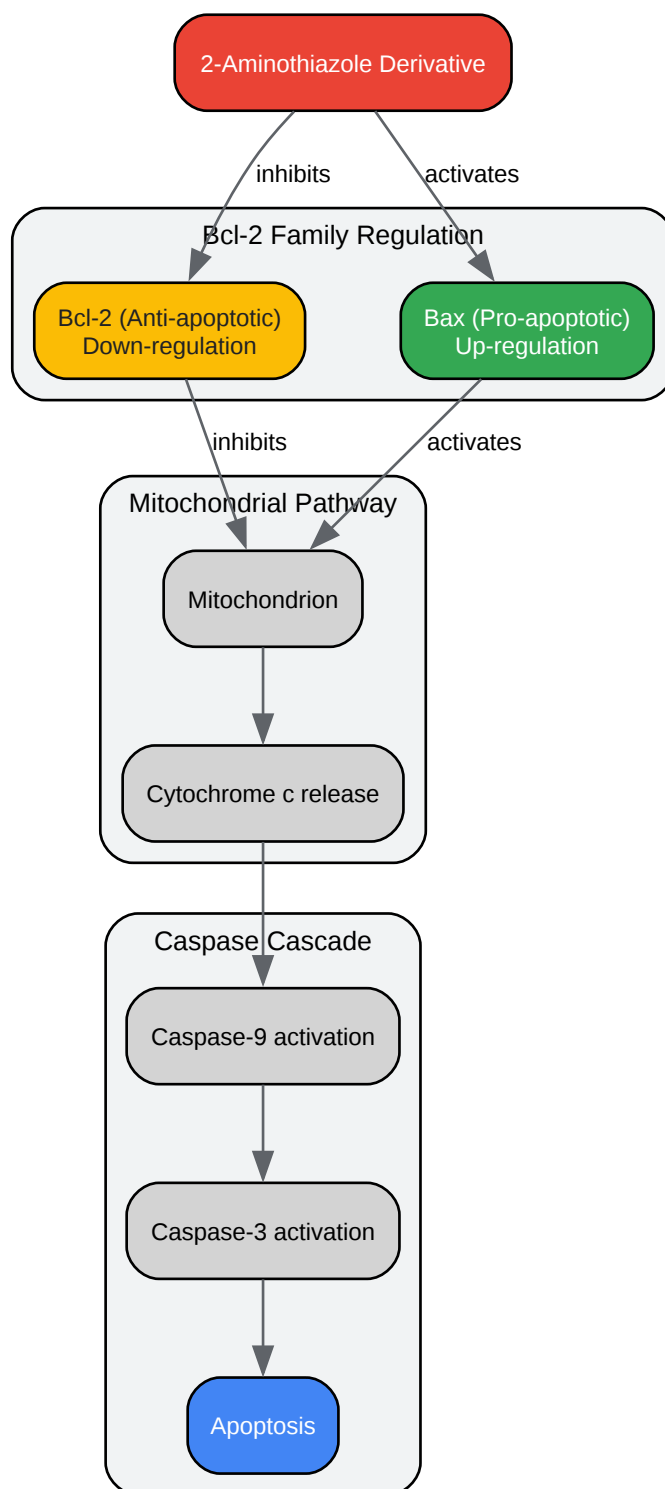 2-Aminothiazole Derivative
inhibits
activates
Bcl-2 Family Regulation
Bcl-2 (Anti-apoptotic)
Down-regulation
Bax (Pro-apoptotic)
Up-regulation
inhibits
activates
Mitochondrial Pathway
Mitochondrion
Cytochrome c release
Caspase Cascade
Caspase-9 activation
Caspase-3 activation
Apoptosis